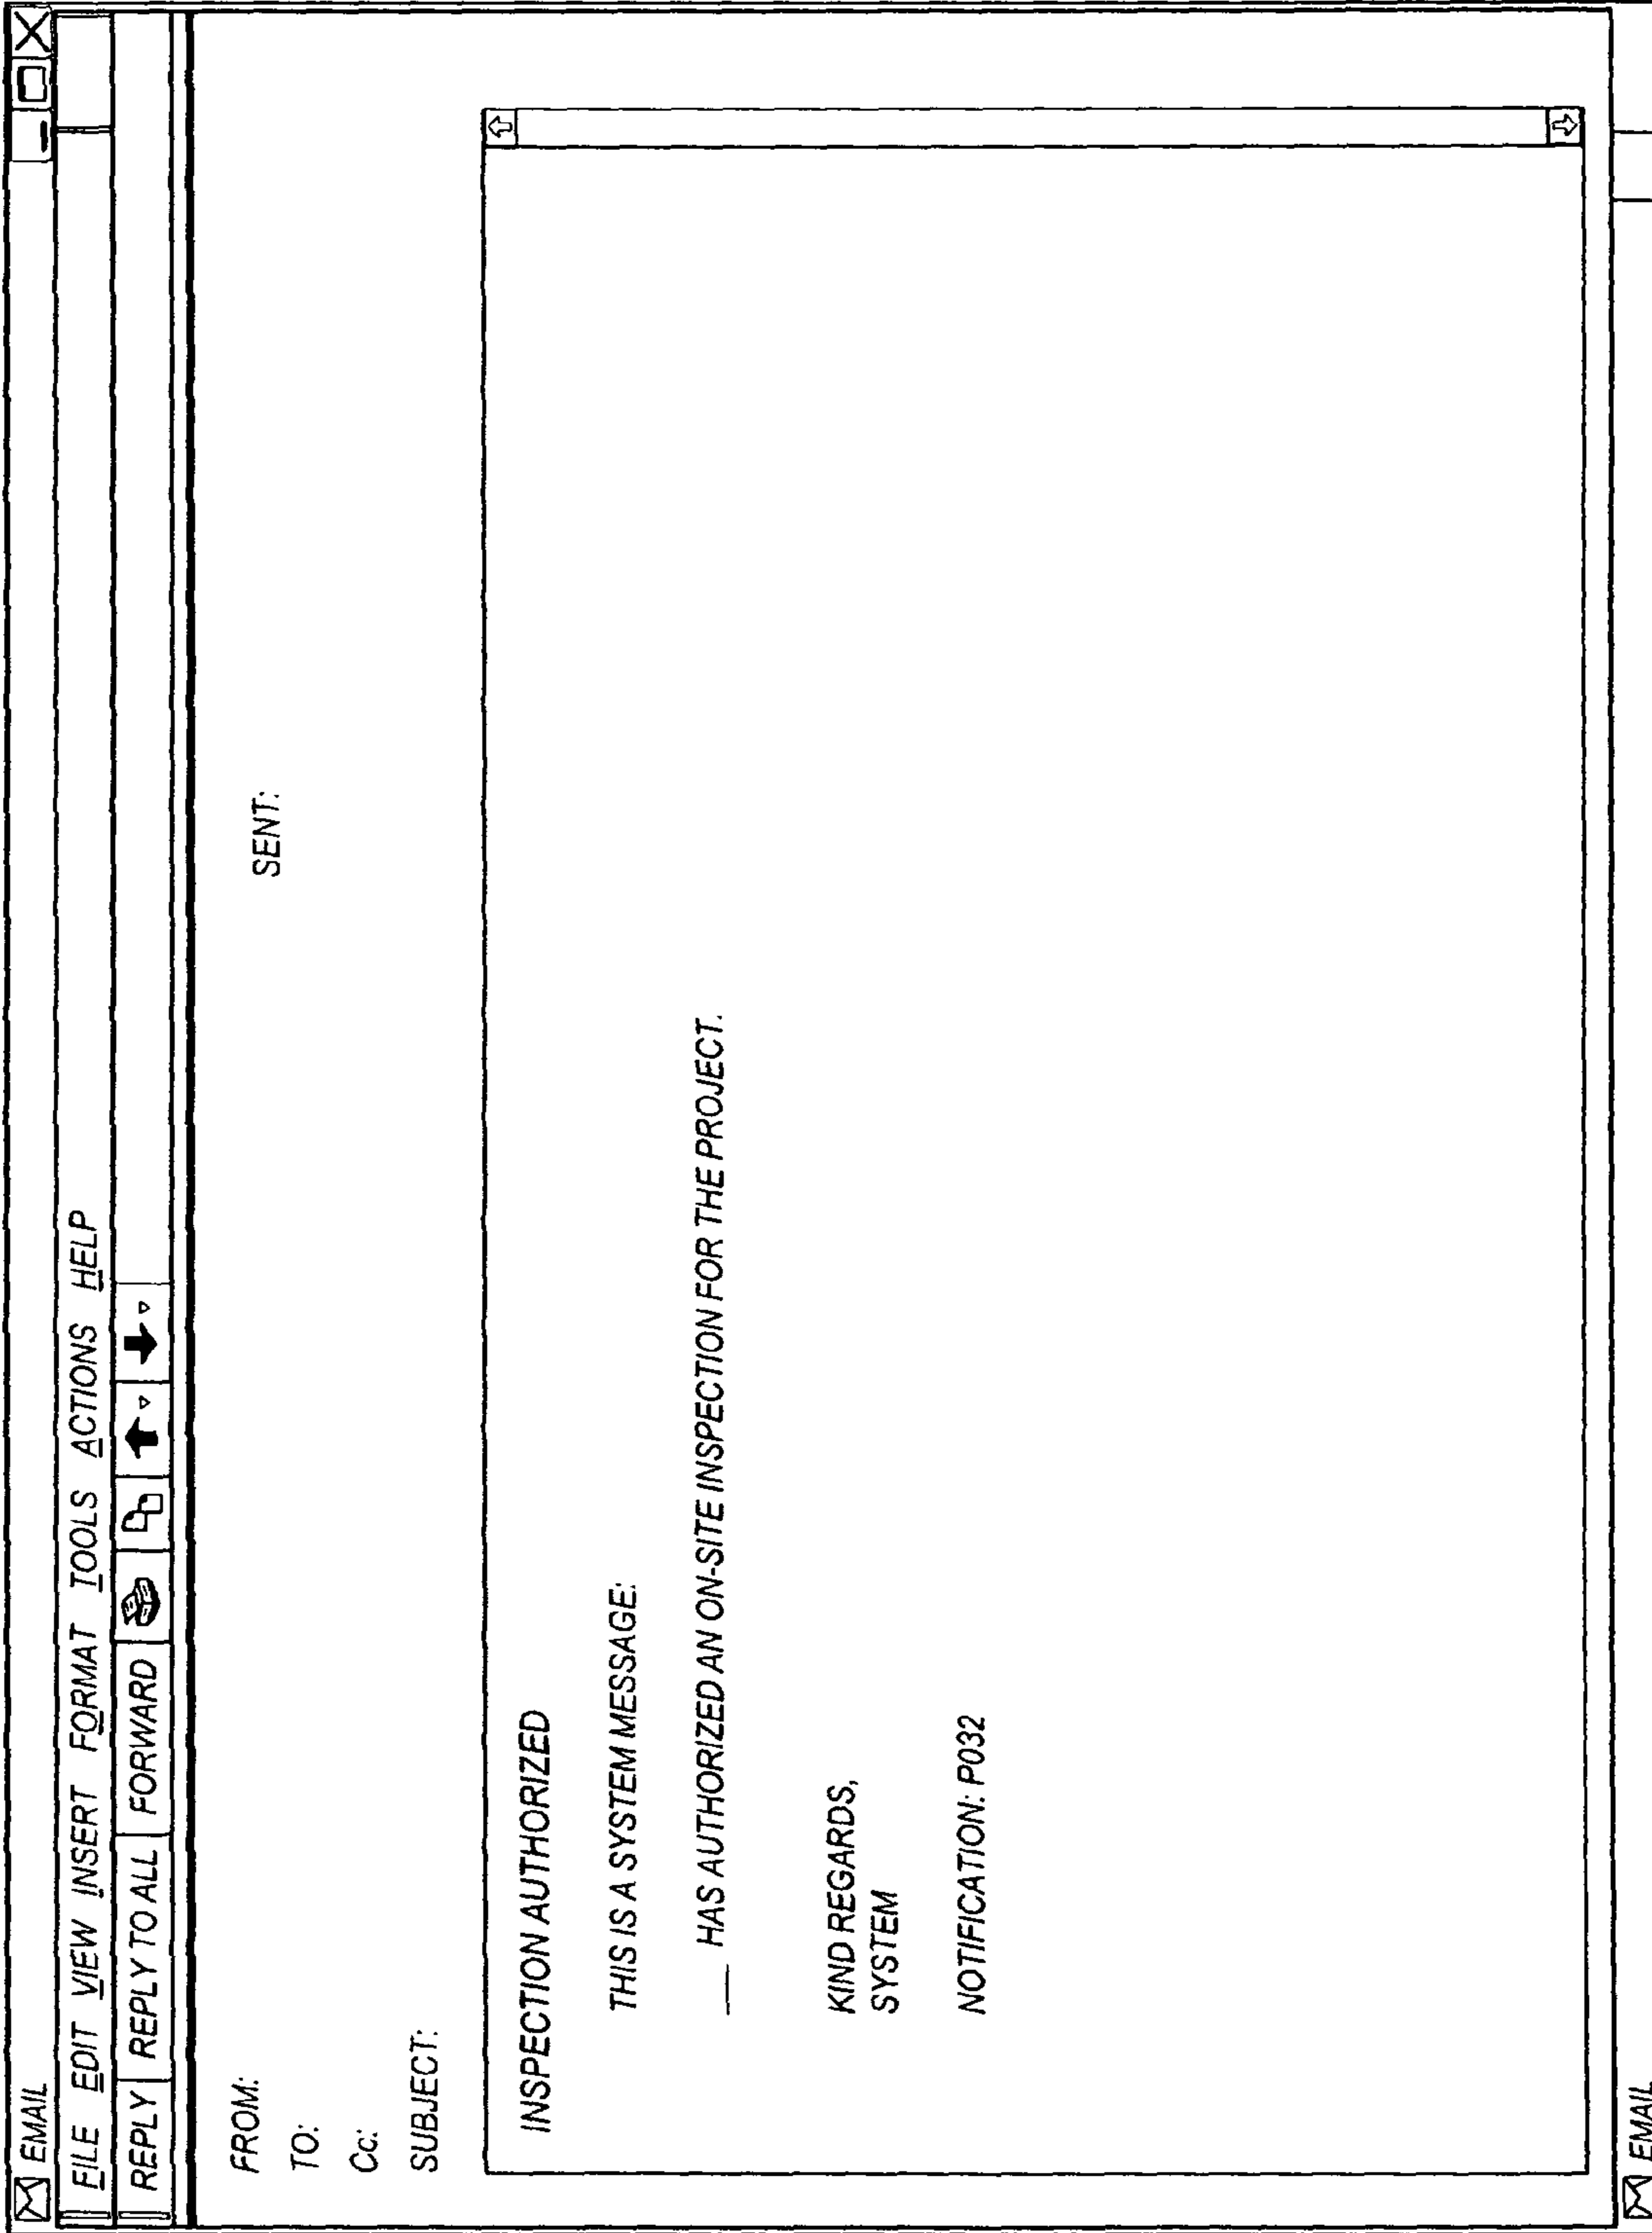 EMAIL
FILE EDIT VIEW INSERT FORMAT TOOLS ACTIONS HELP
REPLY REPLY TO ALL FORWARD
FROM: SENT:
TO:
Cc:
SUBJECT:
INSPECTION AUTHORIZED
THIS IS A SYSTEM MESSAGE:
__ HAS AUTHORIZED AN ON-SITE INSPECTION FOR THE PROJECT.
KIND REGARDS,
SYSTEM
NOTIFICATION: P032
EMAIL